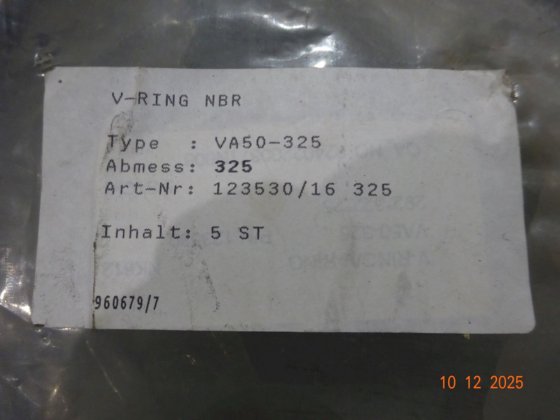 V-RING NBR
Type : VA50-325
Abmess: 325
Art-Nr: 123530/16 325
Inhalt: 5 ST
960679/7
10 12 2025